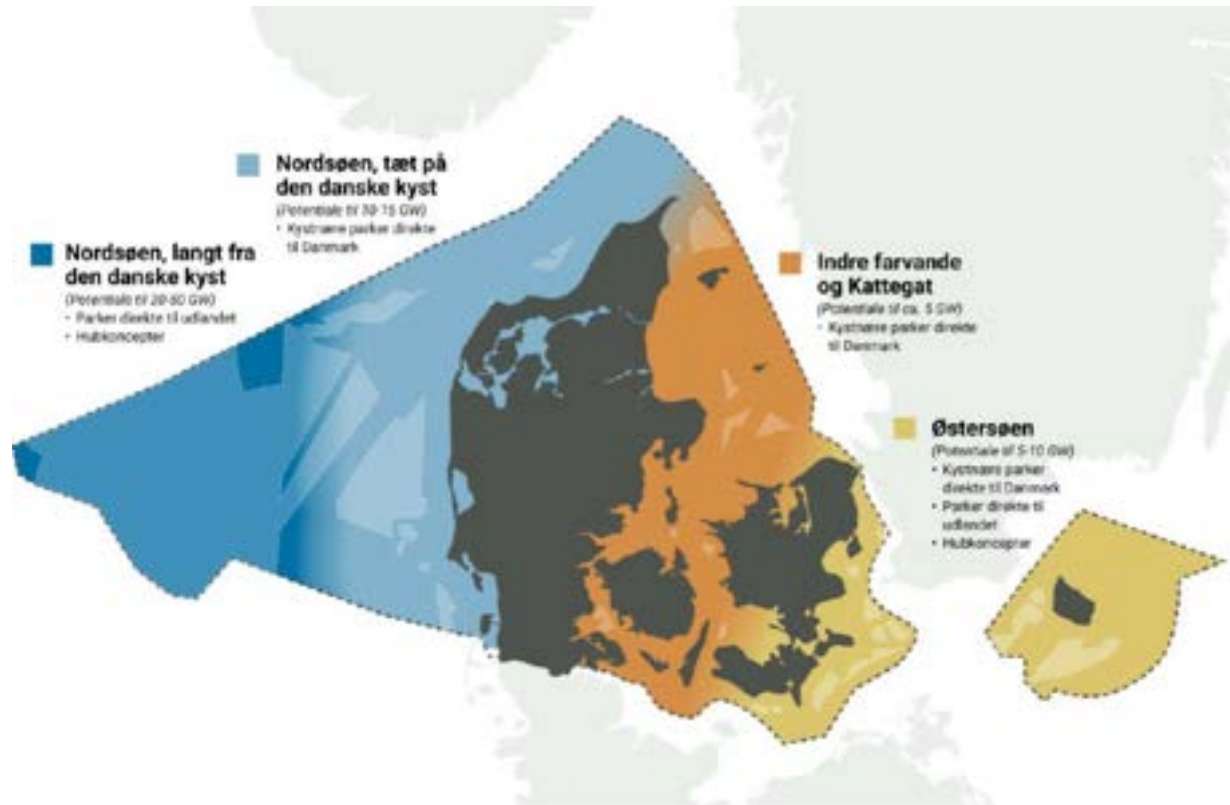 Nordsøen, tæt på
den danske kyst
(Potentiale til 10-15 GW)
• Kystnære parker direkte
til Danmark
Nordsøen, langt fra
den danske kyst
(Potentiale til GW)
• Parker direkte til udlandet
• Hubkoncepter
Indre farvande
og Kattegat
(Potentiale til ca. 5 GW)
• Kystnære parker direkte
til Danmark
Østersøen
(Potentiale til 5-10 GW)
• Kystnære parker
direkte til Danmark
• Parker direkte til
udlandet
• Hubkoncepter